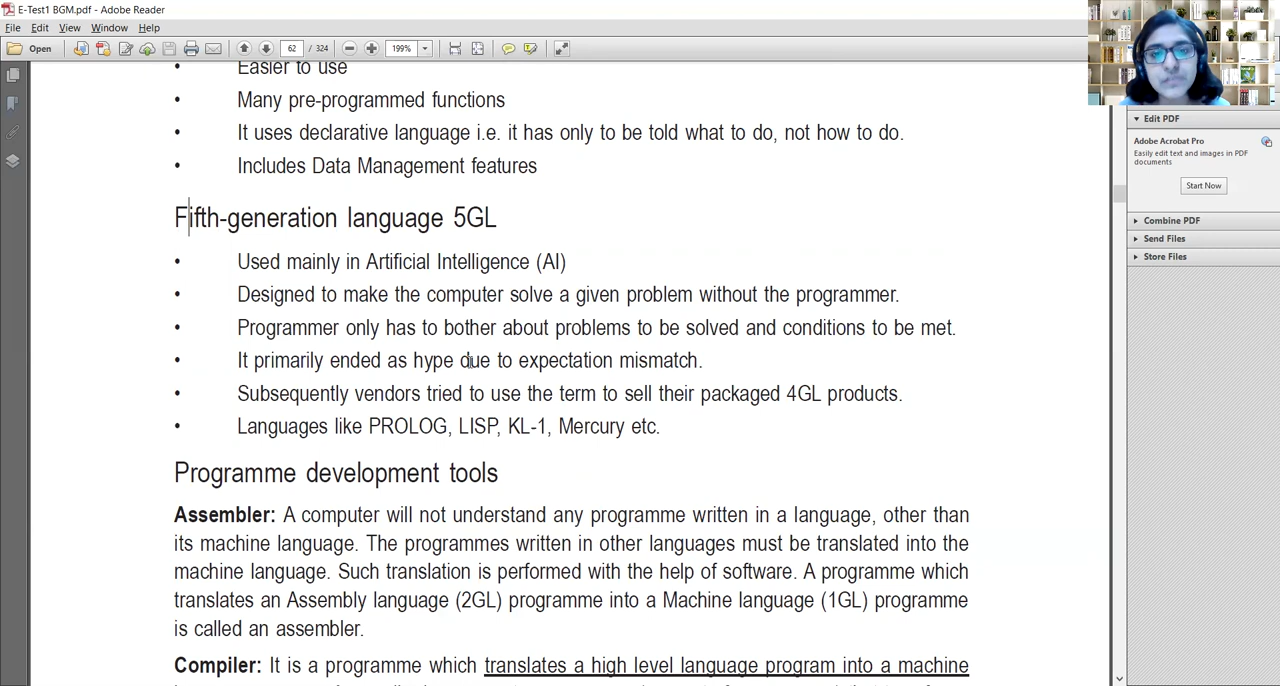 E-Test1 BGM.pdf - Adobe Reader
File Edit View Window Help
Open 62 / 324 199%
Easier to use
• Many pre-programmed functions
• It uses declarative language i.e. it has only to be told what to do, not how to do.
• Includes Data Management features
Fifth-generation language 5GL
• Used mainly in Artificial Intelligence (AI)
• Designed to make the computer solve a given problem without the programmer.
• Programmer only has to bother about problems to be solved and conditions to be met.
• It primarily ended as hype due to expectation mismatch.
• Subsequently vendors tried to use the term to sell their packaged 4GL products.
• Languages like PROLOG, LISP, KL-1, Mercury etc.
Programme development tools
Assembler: A computer will not understand any programme written in a language, other than
its machine language. The programmes written in other languages must be translated into the
machine language. Such translation is performed with the help of software. A programme which
translates an Assembly language (2GL) programme into a Machine language (1GL) programme
is called an assembler.
Compiler: It is a programme which translates a high level language program into a machine
Edit PDF
Adobe Acrobat Pro
Easily edit text and images in PDF
documents
Start Now
Combine PDF
Send Files
Store Files